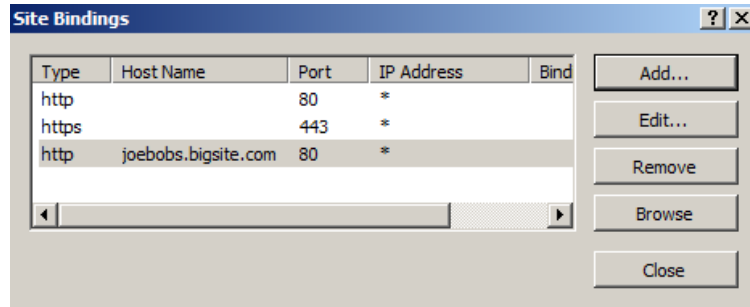 Site Bindings
Type Host Name Port IP Address Bind
http 80 *
https 443 *
http joebobs.bigsite.com 80 *
Add...
Edit...
Remove
Browse
Close